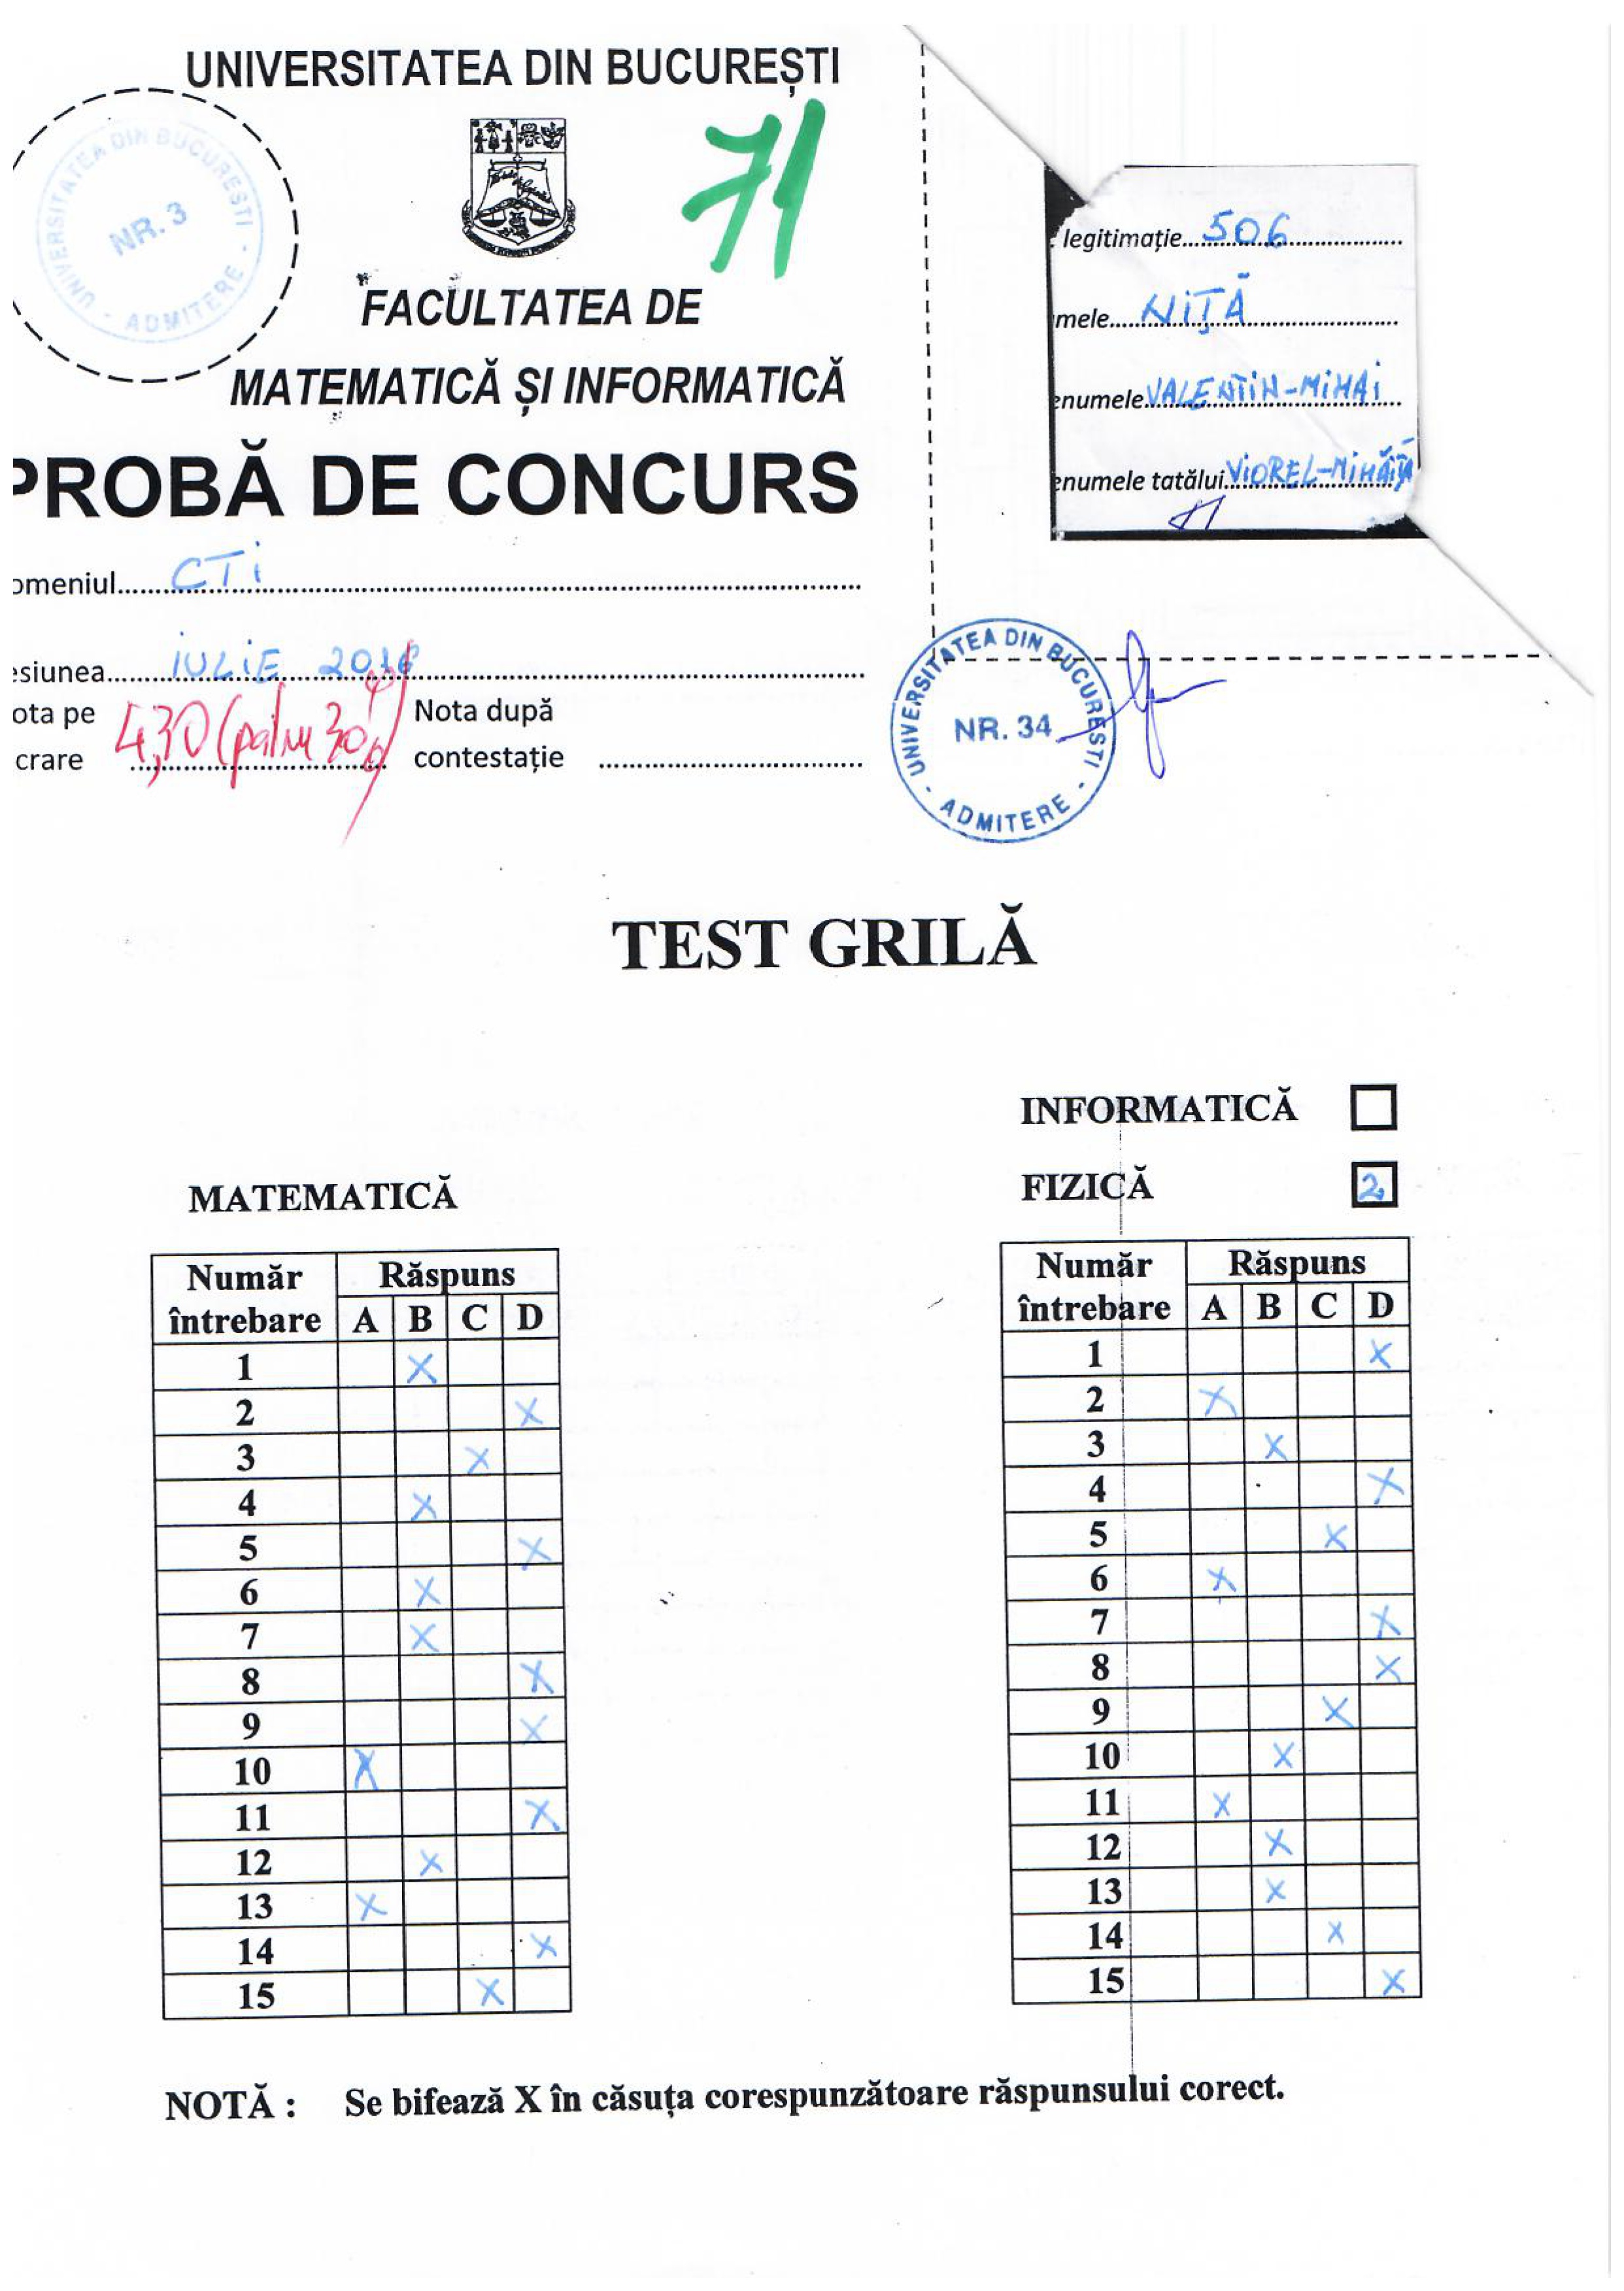 UNIVERSITATEA DIN BUCUREȘTI
UNIVERSITATEA DIN BUCUREȘTI - ADMITERE -
NR. 3
71
FACULTATEA DE
MATEMATICĂ ȘI INFORMATICĂ
PROBĂ DE CONCURS
omeniul CTi
esiunea iULiE 2016
ota pe
crare 4,30 (patru 30%)
Nota după
contestație
legitimație 506
mele NiȚĂ
enumele VALENTiN-MiHAi
enumele tatălui ViOREL-MiHĂiȚĂ
UNIVERSITATEA DIN BUCUREȘTI - ADMITERE -
NR. 34
TEST GRILĂ
INFORMATICĂ
FIZICĂ 2
MATEMATICĂ
Număr întrebare Răspuns
A B C D
1 X
2 X
3 X
4 X
5 X
6 X
7 X
8 X
9 X
10 X
11 X
12 X
13 X
14 X
15 X
Număr întrebare Răspuns
A B C D
1 X
2 X
3 X
4 X
5 X
6 X
7 X
8 X
9 X
10 X
11 X
12 X
13 X
14 X
15 X
NOTĂ : Se bifează X în căsuța corespunzătoare răspunsului corect.